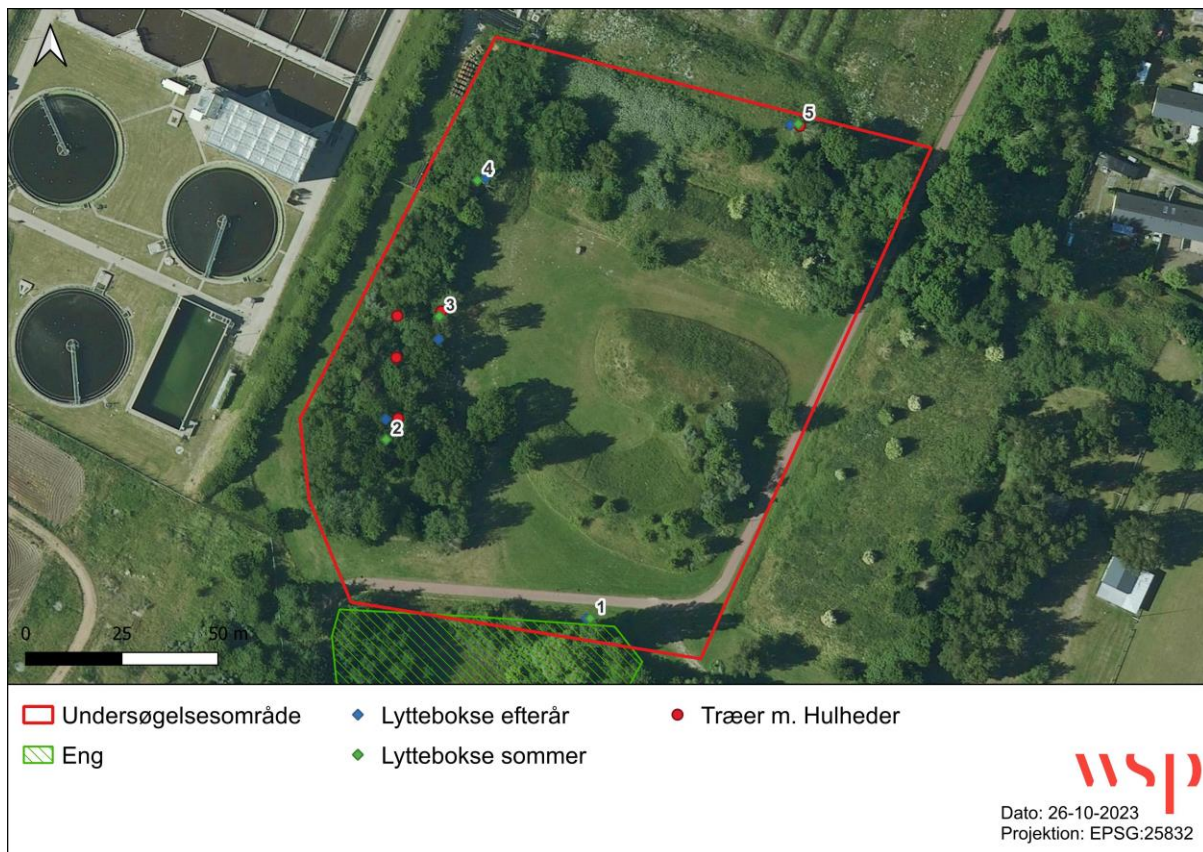 5
4
3
2
1
0 25 50 m
Undersøgelsesområde
Lyttebokse efterår
Træer m. Hulheder
Eng
Lyttebokse sommer
wsp
Dato: 26-10-2023
Projektion: EPSG:25832